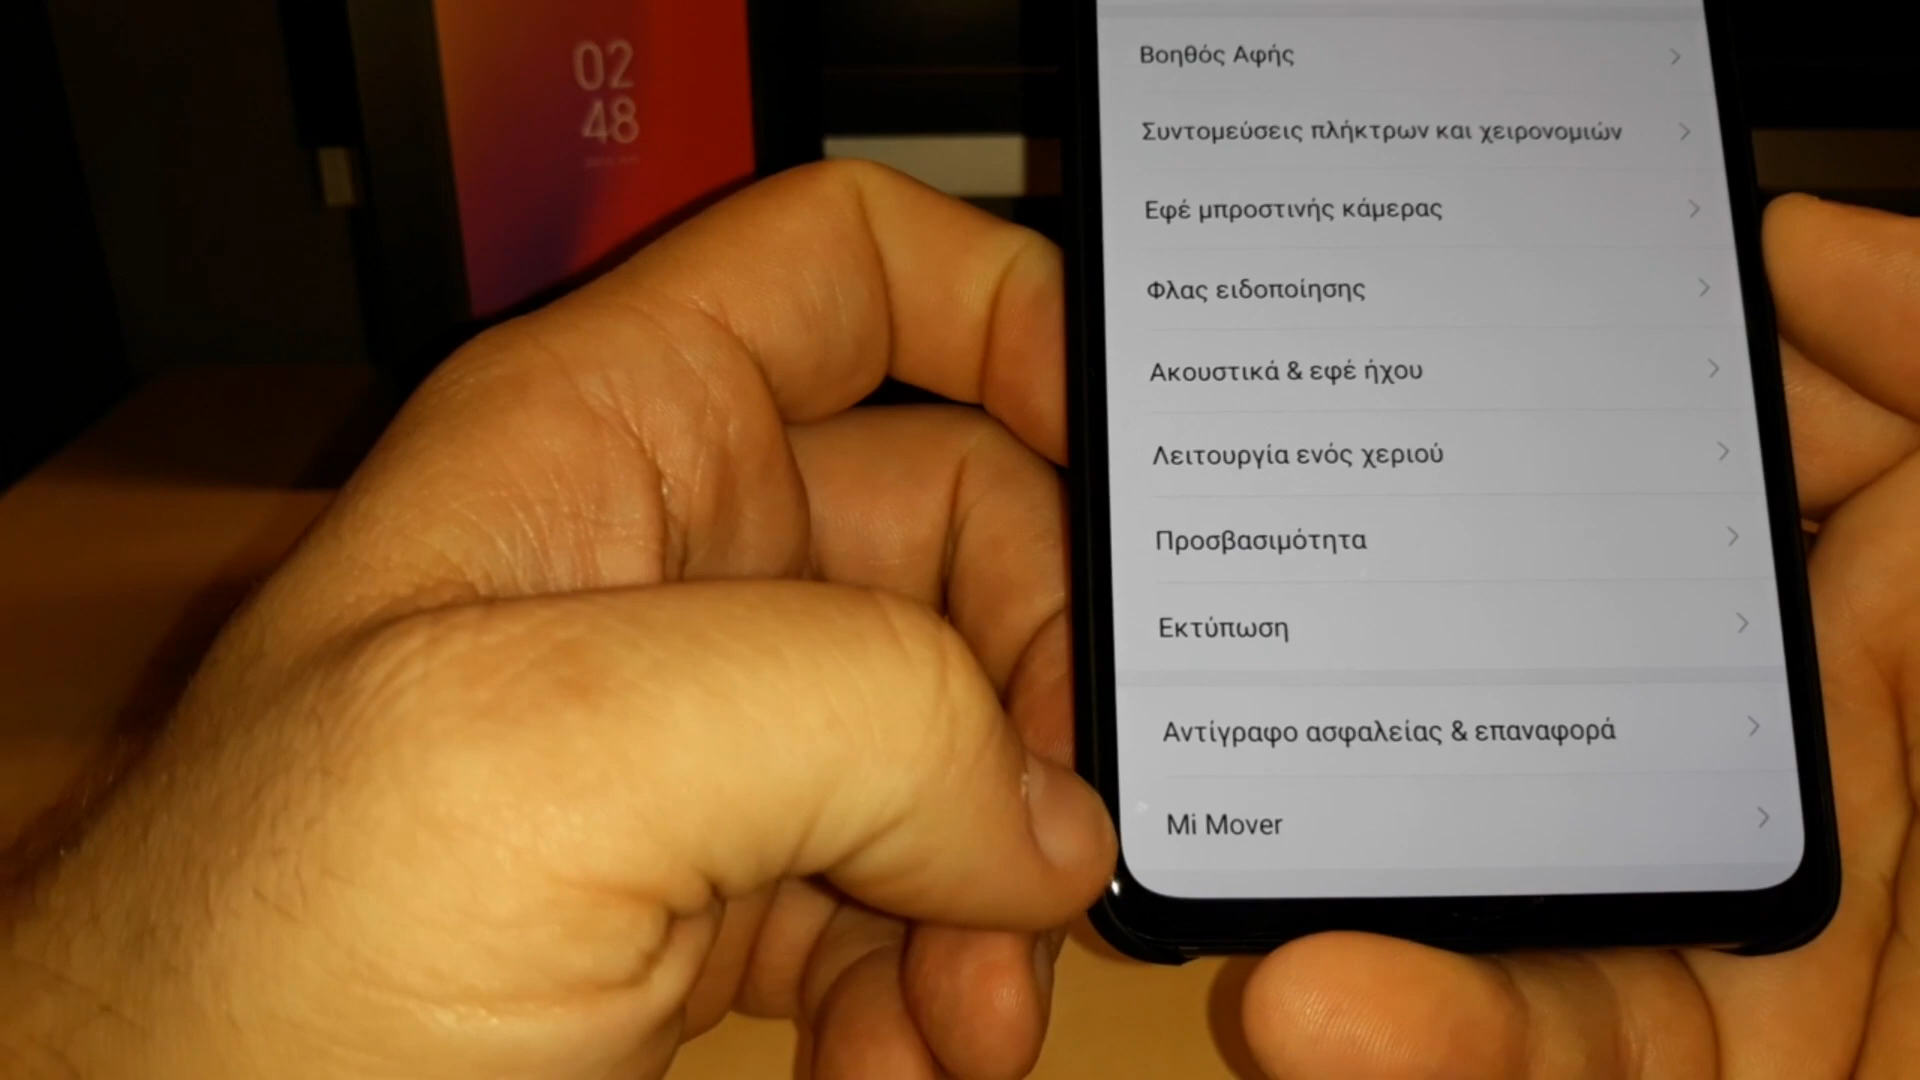 02
48
Βοηθός Αφής
Συντομεύσεις πλήκτρων και χειρονομιών
Εφέ μπροστινής κάμερας
Φλας ειδοποίησης
Ακουστικά & εφέ ήχου
Λειτουργία ενός χεριού
Προσβασιμότητα
Εκτύπωση
Αντίγραφο ασφαλείας & επαναφορά
Mi Mover